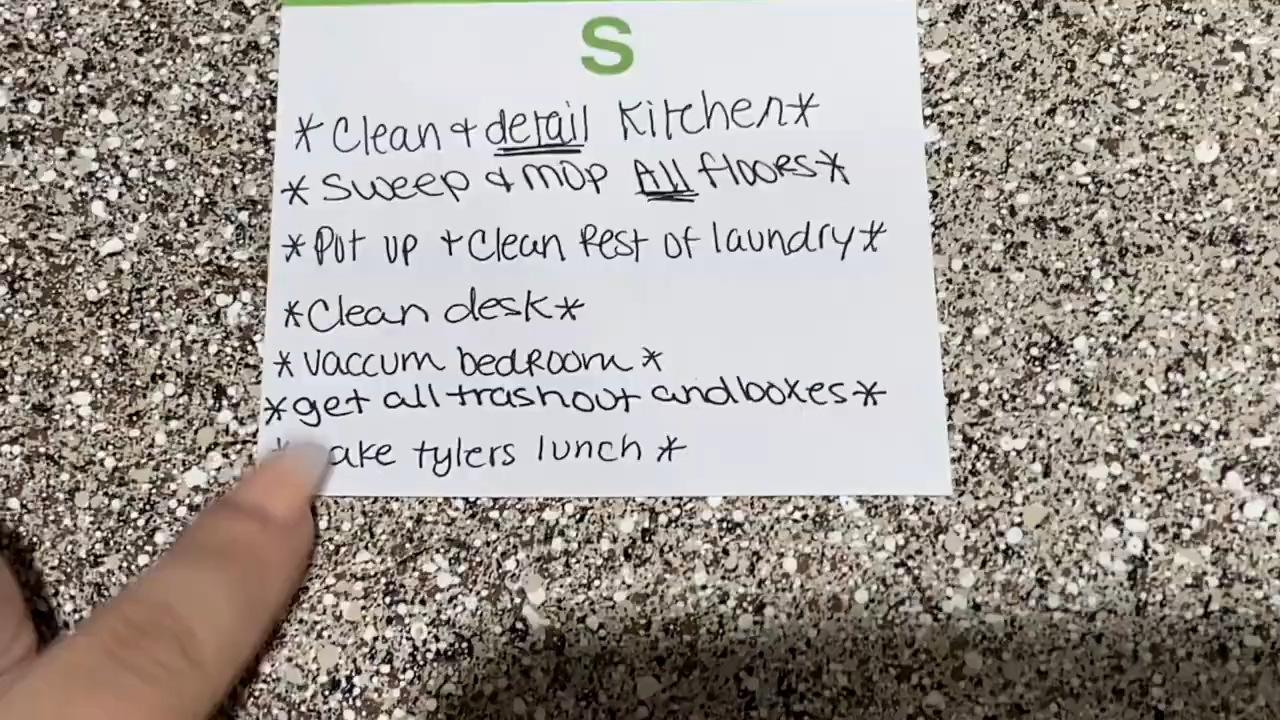 S
*Clean + detail Kitchen*
*Sweep & mop All floors*
*Put up + Clean Rest of laundry*
*Clean desk*
*vaccum bedroom*
*get all trash out and boxes*
* tylers lunch *